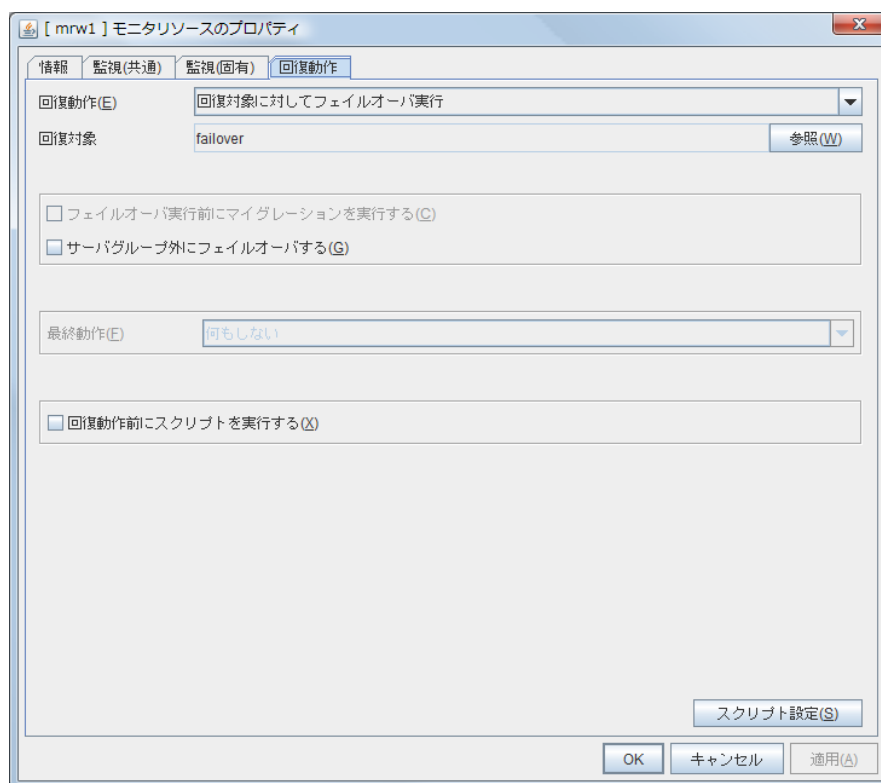 [ mrw1 ] モニタリソースのプロパティ
情報 監視(共通) 監視(固有) 回復動作
回復動作(E) 回復対象に対してフェイルオーバ実行
回復対象 failover 参照(W)
フェイルオーバ実行前にマイグレーションを実行する(C)
サーバグループ外にフェイルオーバする(G)
最終動作(F) 何もしない
回復動作前にスクリプトを実行する(X)
スクリプト設定(S)
OK キャンセル 適用(A)